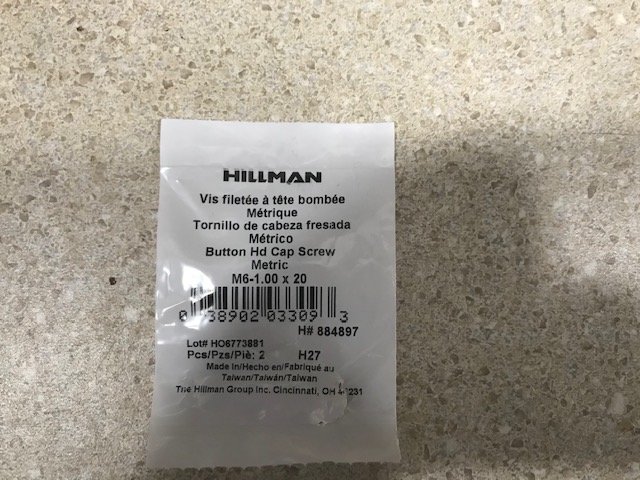 HILLMAN
Vis filetée à tête bombée
Métrique
Tornillo de cabeza fresada
Métrico
Button Hd Cap Screw
Metric
M6-1.00 x 20
0 38902 03309 3
H# 884897
Lot# HO6773881
Pcs/Pzs/Piè: 2 H27
Made In/Hecho en/Fabriqué au
Taiwan/Taiwán/Taïwan
The Hillman Group Inc. Cincinnati, OH 45231